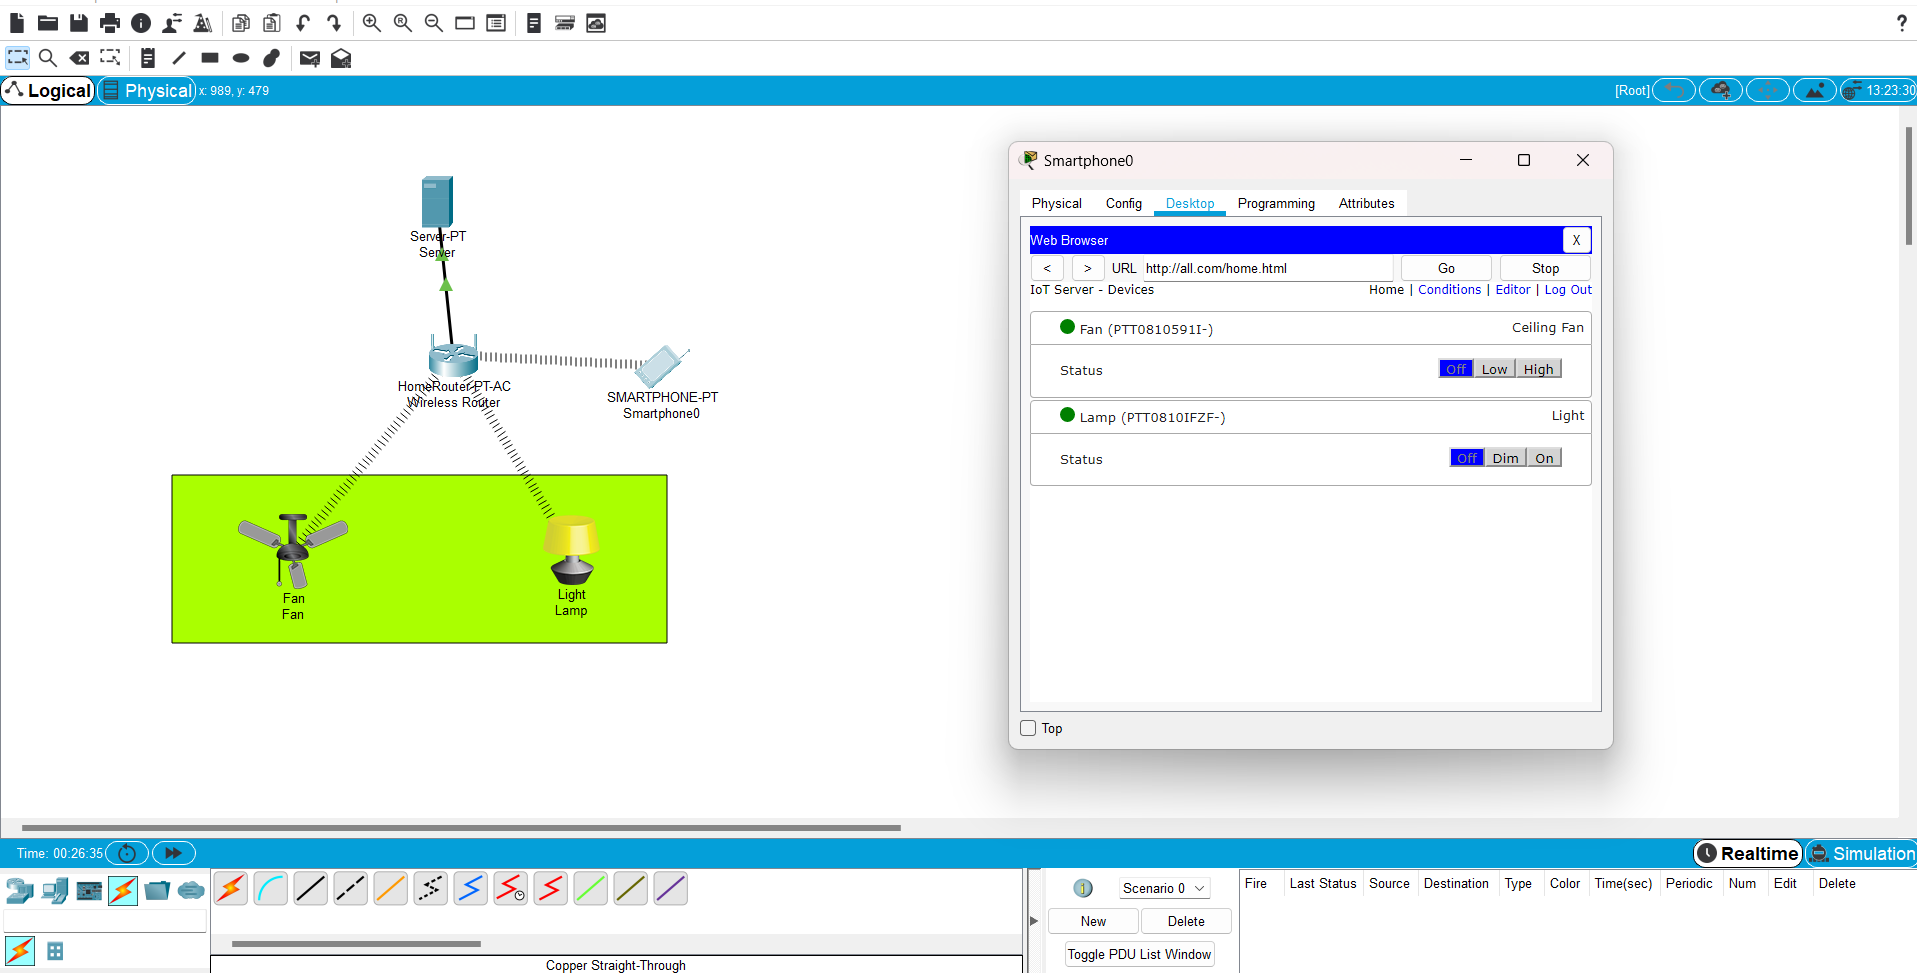 ?
Logical
Physical
x: 989, y: 479
[Root]
13:23:30
Server-PT
Server
HomeRouter-PT-AC
Wireless Router
SMARTPHONE-PT
Smartphone0
Fan
Fan
Light
Lamp
Smartphone0
Physical Config Desktop Programming Attributes
Web Browser
X
< > URL http://all.com/home.html Go Stop
IoT Server - Devices Home | Conditions | Editor | Log Out
Fan (PTT0810591I-) Ceiling Fan
Status Off Low High
Lamp (PTT0810IFZF-) Light
Status Off Dim On
Top
Time: 00:26:35
Realtime
Simulation
Scenario 0
New Delete
Toggle PDU List Window
Fire Last Status Source Destination Type Color Time(sec) Periodic Num Edit Delete
Copper Straight-Through